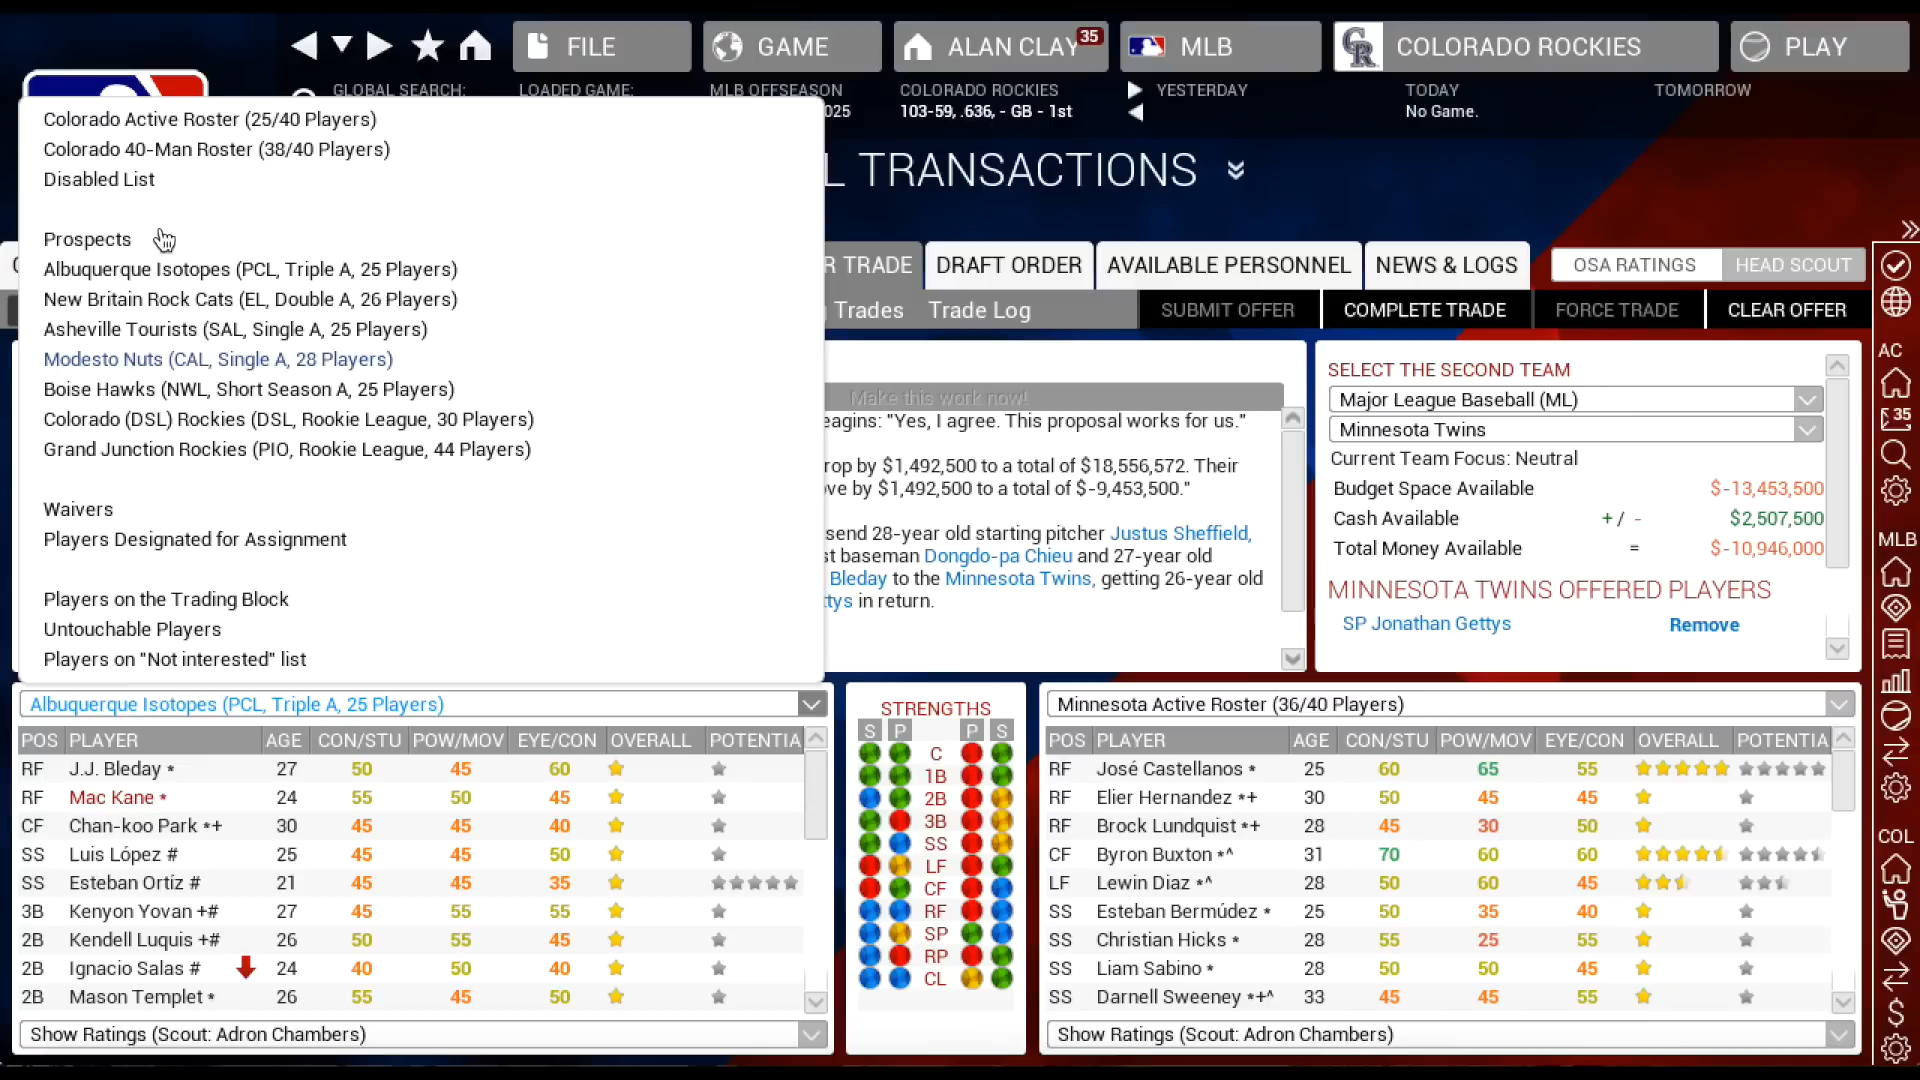 FILE
GAME
ALAN CLAY
35
MLB
COLORADO ROCKIES
PLAY
GLOBAL SEARCH:
LOADED GAME:
MLB OFFSEASON
025
COLORADO ROCKIES
103-59, .636, - GB - 1st
YESTERDAY
TODAY
No Game.
TOMORROW
Colorado Active Roster (25/40 Players)
Colorado 40-Man Roster (38/40 Players)
Disabled List
Prospects
Albuquerque Isotopes (PCL, Triple A, 25 Players)
New Britain Rock Cats (EL, Double A, 26 Players)
Asheville Tourists (SAL, Single A, 25 Players)
Modesto Nuts (CAL, Single A, 28 Players)
Boise Hawks (NWL, Short Season A, 25 Players)
Colorado (DSL) Rockies (DSL, Rookie League, 30 Players)
Grand Junction Rockies (PIO, Rookie League, 44 Players)
Waivers
Players Designated for Assignment
Players on the Trading Block
Untouchable Players
Players on "Not interested" list
L TRANSACTIONS
R TRADE
DRAFT ORDER
AVAILABLE PERSONNEL
NEWS & LOGS
OSA RATINGS
HEAD SCOUT
Trades
Trade Log
SUBMIT OFFER
COMPLETE TRADE
FORCE TRADE
CLEAR OFFER
Make this work now!
eagins: "Yes, I agree. This proposal works for us."
rop by $1,492,500 to a total of $18,556,572. Their
ve by $1,492,500 to a total of $-9,453,500."
send 28-year old starting pitcher Justus Sheffield,
st baseman Dongdo-pa Chieu and 27-year old
Bleday to the Minnesota Twins, getting 26-year old
ttys in return.
SELECT THE SECOND TEAM
Major League Baseball (ML)
Minnesota Twins
Current Team Focus: Neutral
Budget Space Available $-13,453,500
Cash Available + / - $2,507,500
Total Money Available = $-10,946,000
MINNESOTA TWINS OFFERED PLAYERS
SP Jonathan Gettys Remove
AC
35
MLB
COL
Albuquerque Isotopes (PCL, Triple A, 25 Players)
POS PLAYER AGE CON/STU POW/MOV EYE/CON OVERALL POTENTIA
RF J.J. Bleday * 27 50 45 60
RF Mac Kane * 24 55 50 45
CF Chan-koo Park *+ 30 45 45 40
SS Luis López # 25 45 45 50
SS Esteban Ortíz # 21 45 45 35
3B Kenyon Yovan +# 27 45 55 55
2B Kendell Luquis +# 26 50 55 45
2B Ignacio Salas # 24 40 50 40
2B Mason Templet * 26 55 45 50
Show Ratings (Scout: Adron Chambers)
STRENGTHS
S P P S
C
1B
2B
3B
SS
LF
CF
RF
SP
RP
CL
Minnesota Active Roster (36/40 Players)
POS PLAYER AGE CON/STU POW/MOV EYE/CON OVERALL POTENTIA
RF José Castellanos * 25 60 65 55
RF Elier Hernandez *+ 30 50 45 45
RF Brock Lundquist *+ 28 45 30 50
CF Byron Buxton *^ 31 70 60 60
LF Lewin Diaz *^ 28 50 60 45
SS Esteban Bermúdez * 25 50 35 40
SS Christian Hicks * 28 55 25 55
SS Liam Sabino * 28 50 50 45
SS Darnell Sweeney *+^ 33 45 45 55
Show Ratings (Scout: Adron Chambers)